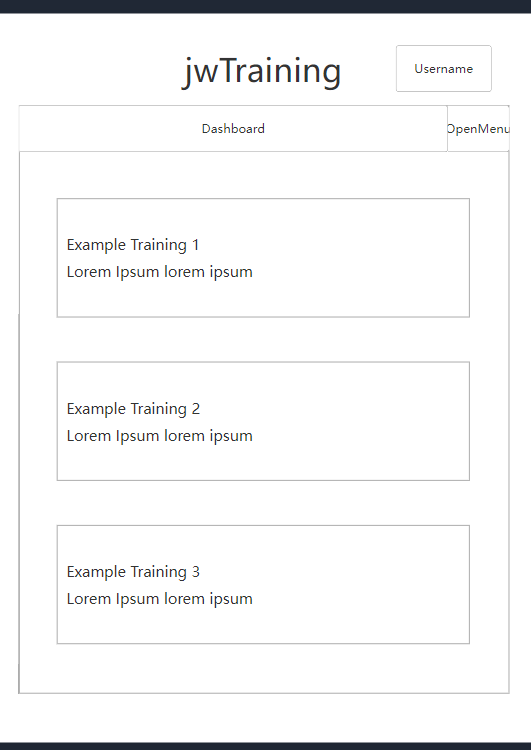 jwTraining
Username
Dashboard
OpenMenu
Example Training 1
Lorem Ipsum lorem ipsum
Example Training 2
Lorem Ipsum lorem ipsum
Example Training 3
Lorem Ipsum lorem ipsum